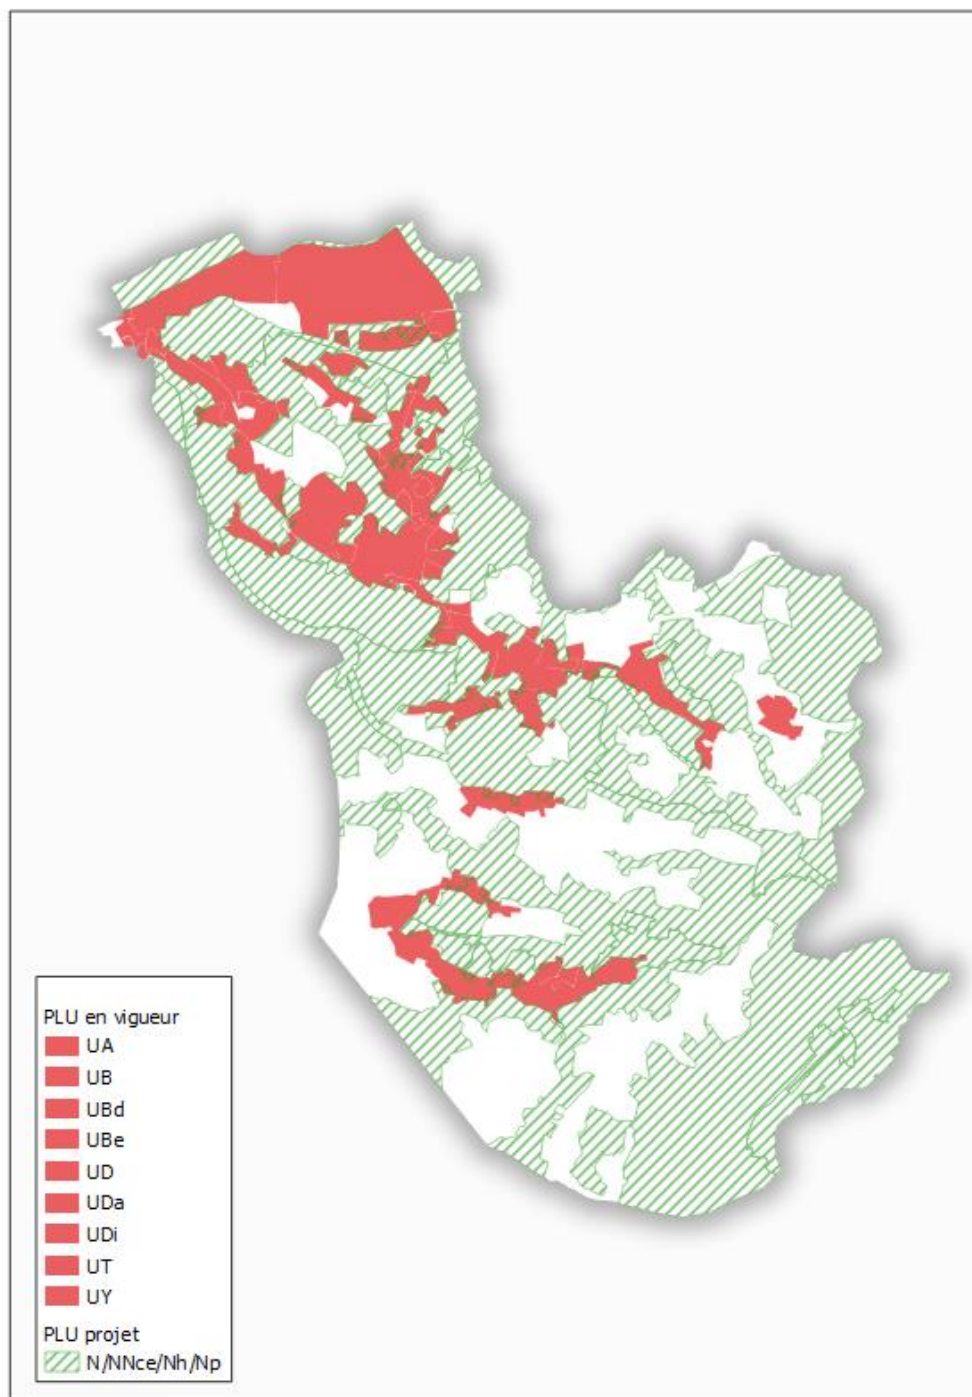 PLU en vigueur
UA
UB
UBd
UBe
UD
UDa
UDi
UT
UY
PLU projet
N/NNce/Nh/Np